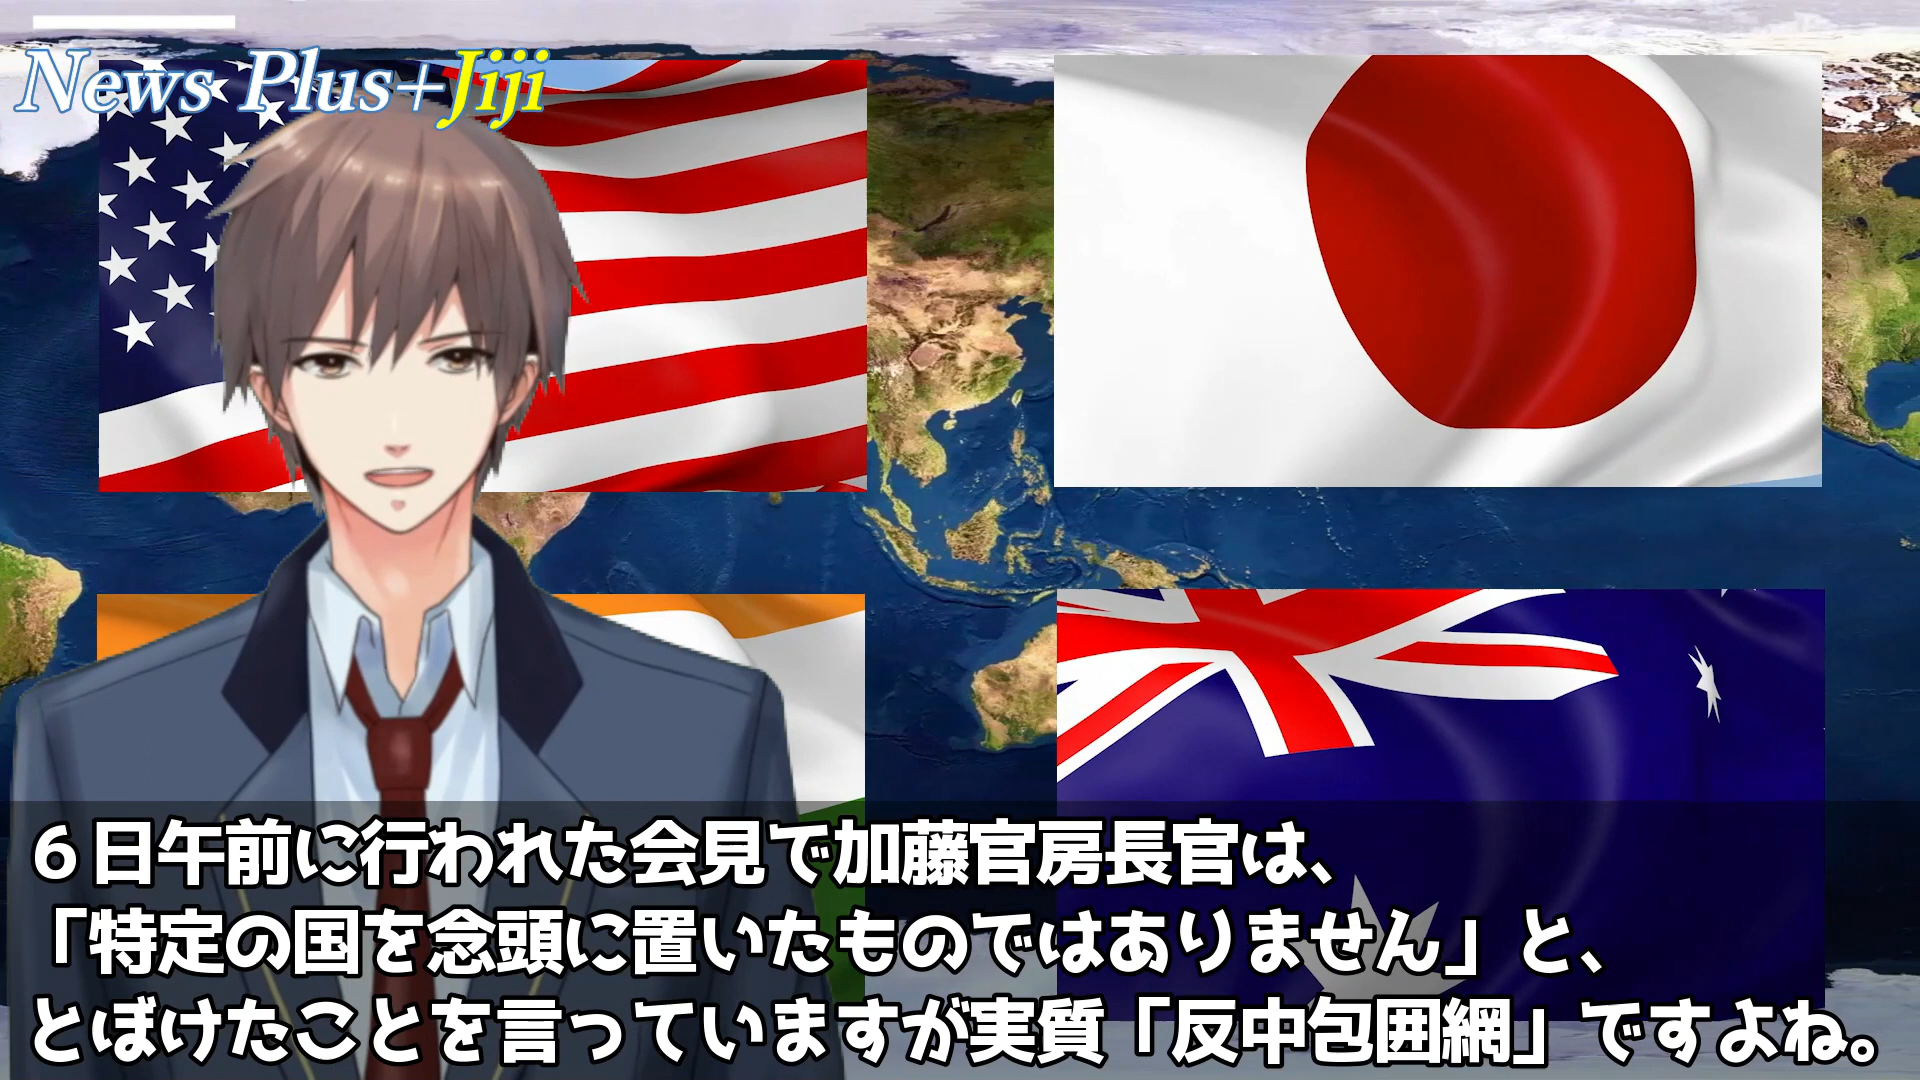 News Plus+Jiji
６日午前に行われた会見で加藤官房長官は、
「特定の国を念頭に置いたものではありません」と、
とぼけたことを言っていますが実質「反中包囲網」ですよね。